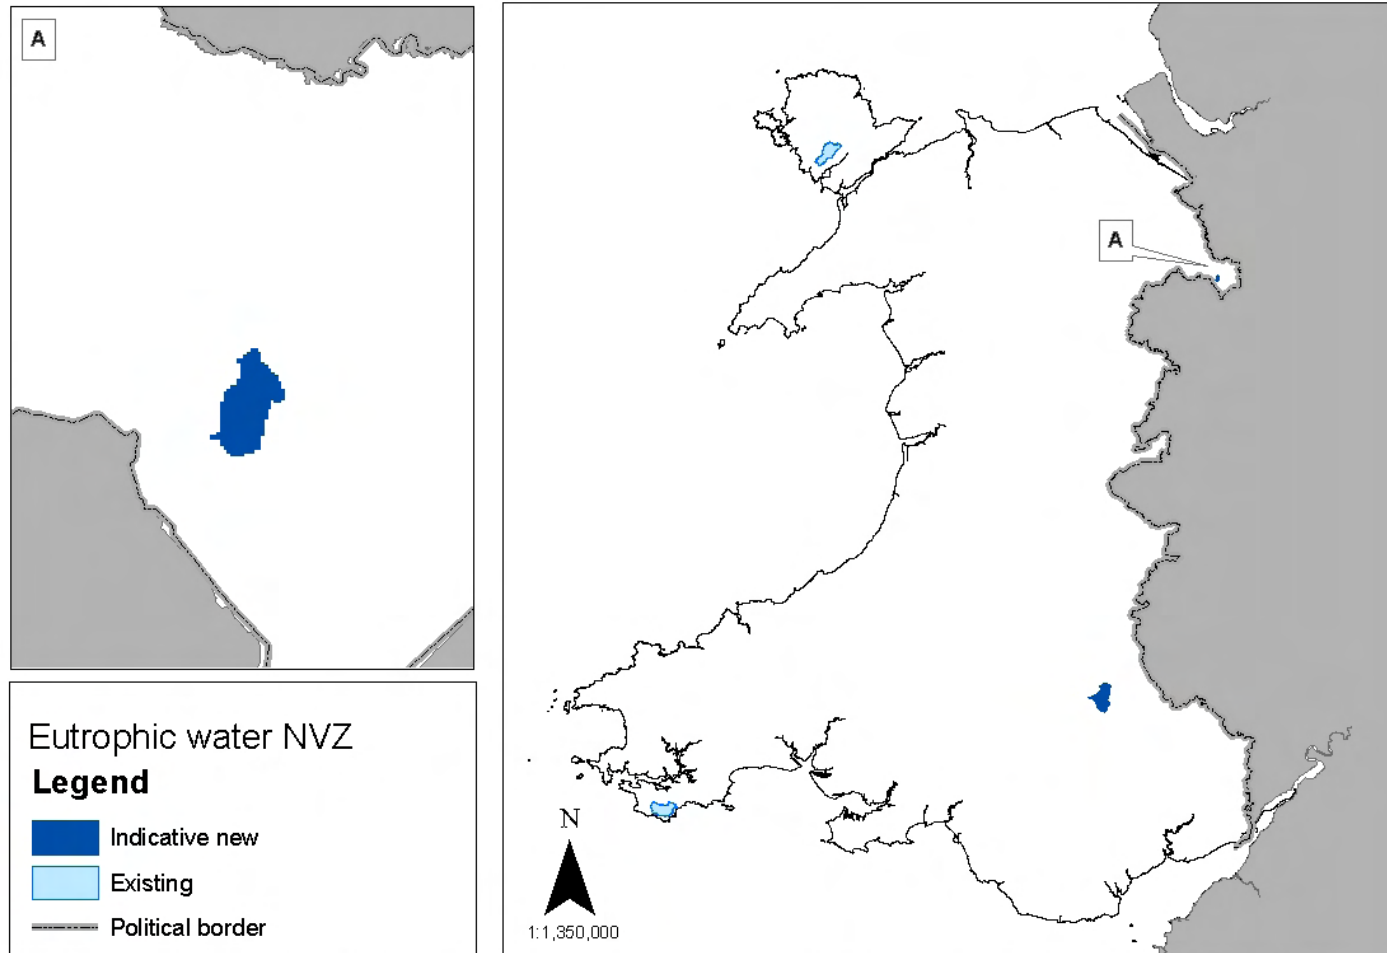 A
A
Eutrophic water NVZ
Legend
Indicative new
Existing
Political border
N
1:1,350,000